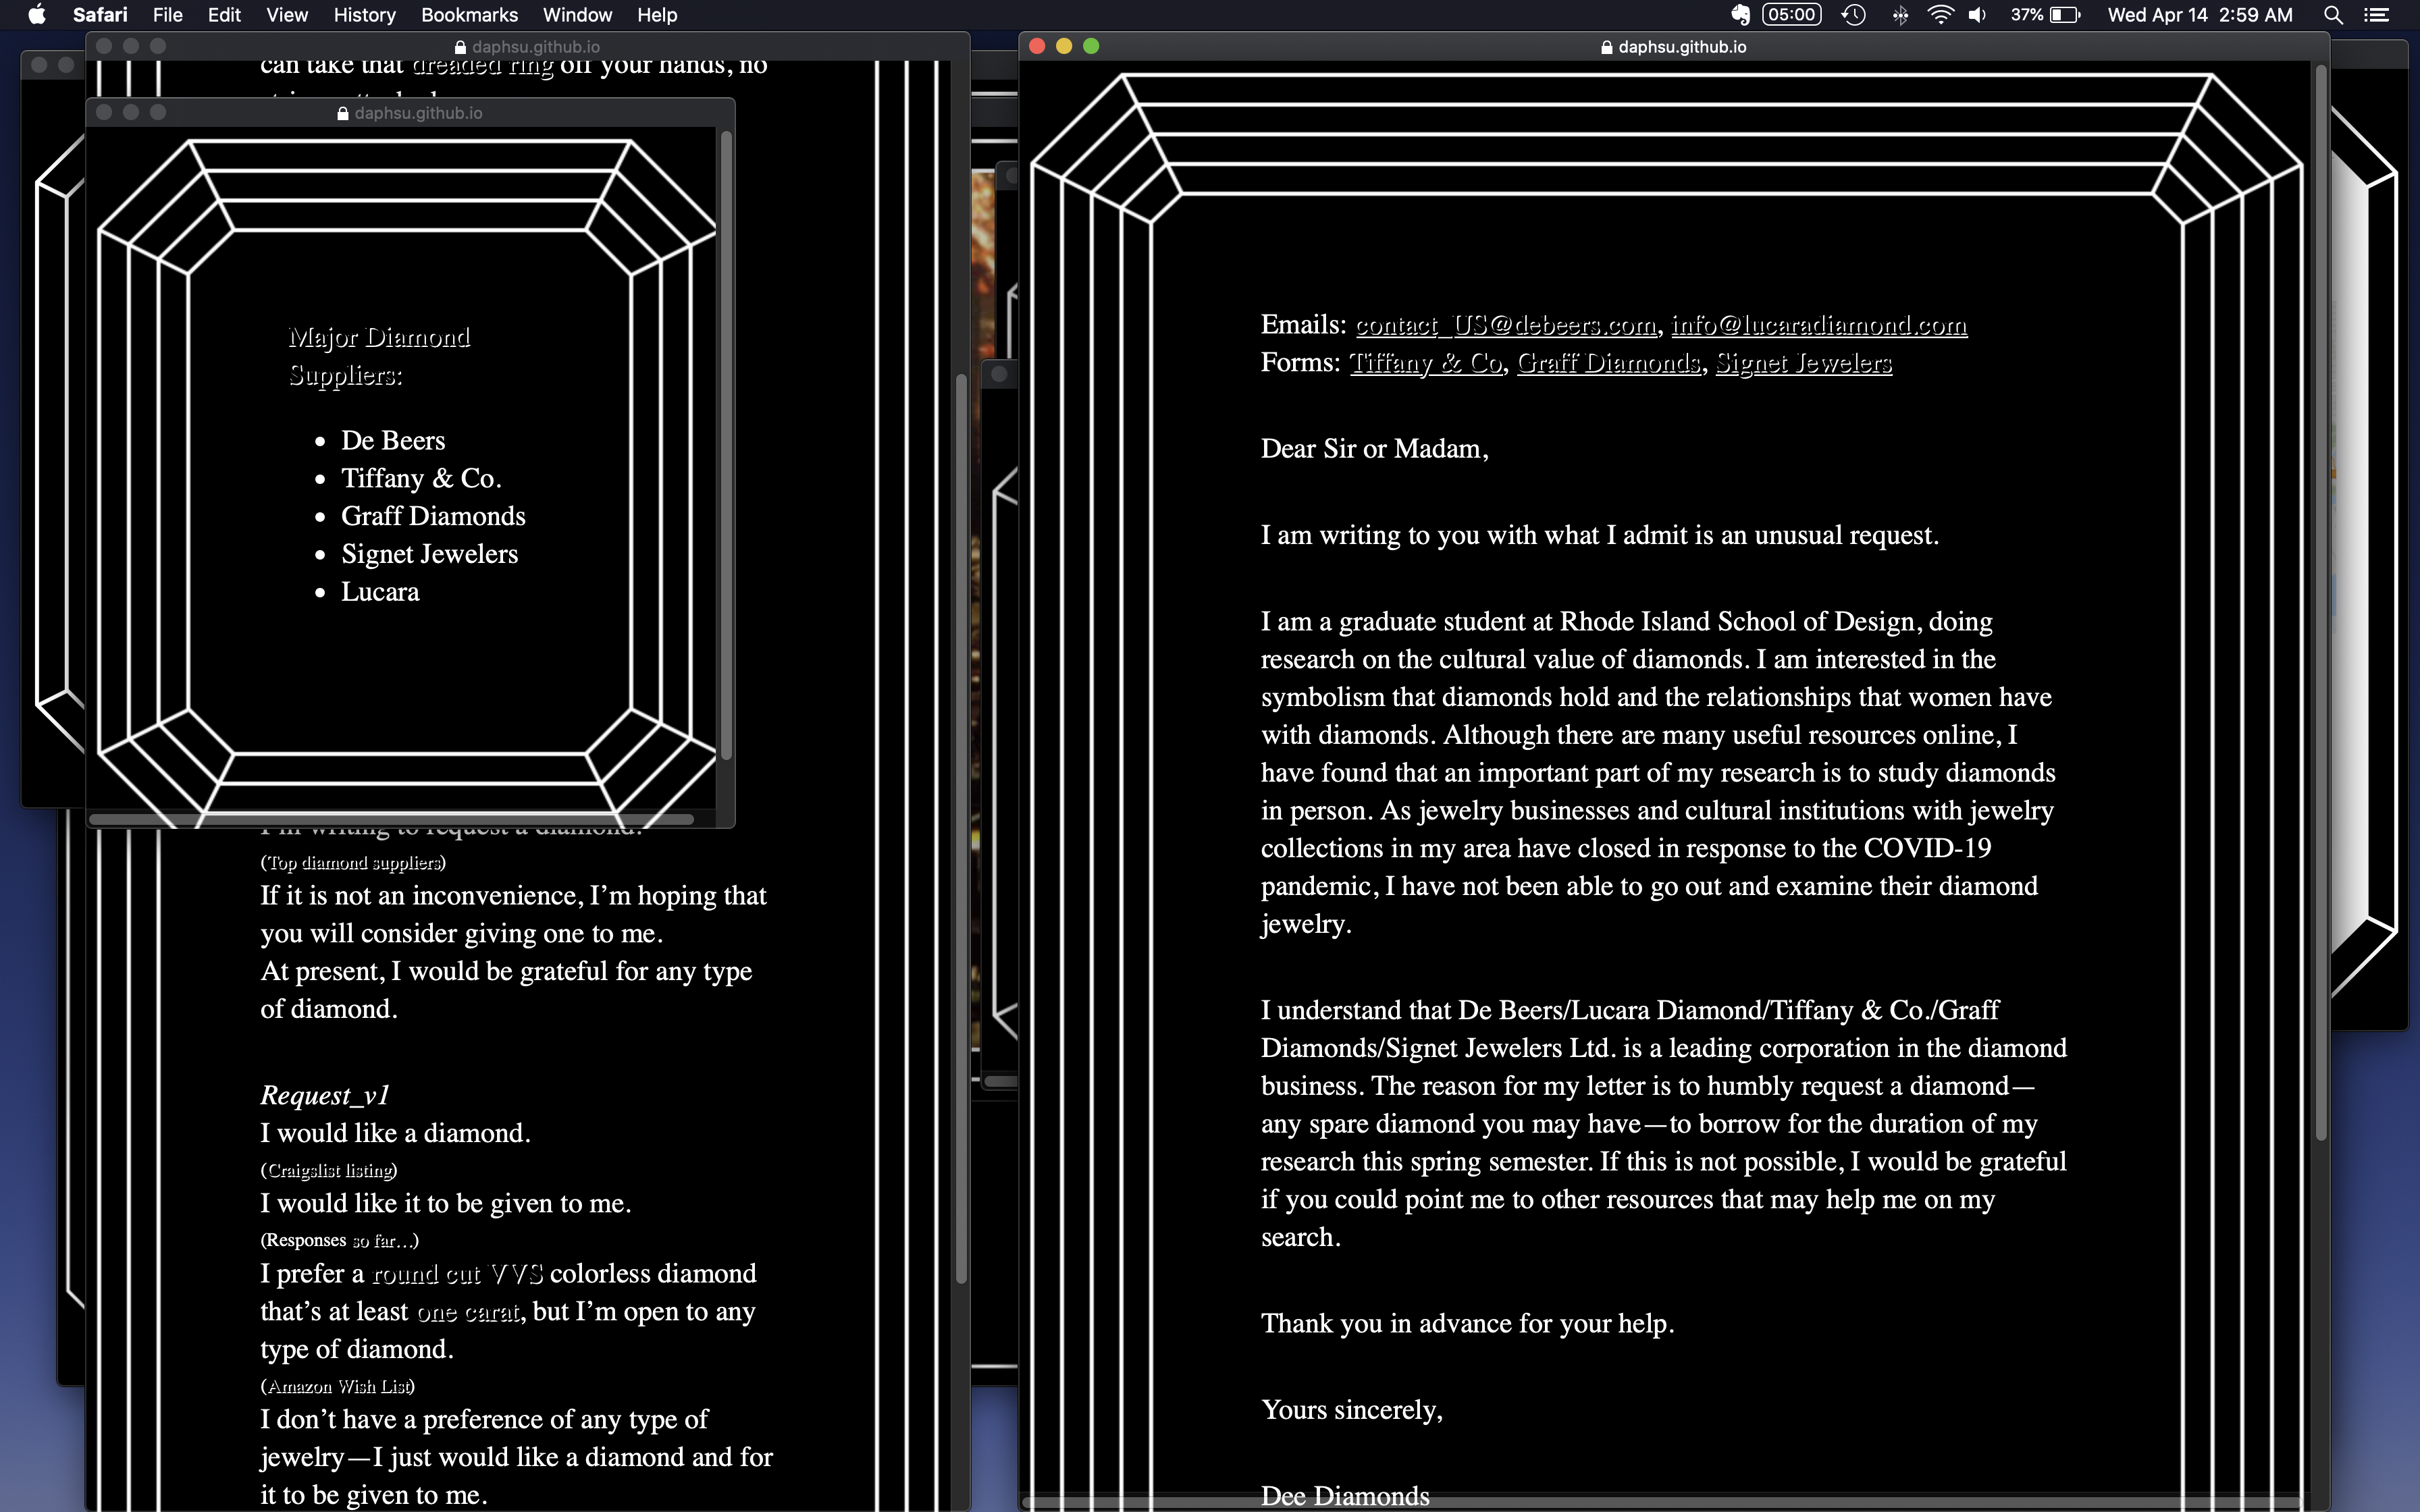 Safari File Edit View History Bookmarks Window Help 05:00 37% Wed Apr 14 2:59 AM
daphsu.github.io
can take that dreaded ring off your hands, no
daphsu.github.io
Major Diamond
Suppliers:
• De Beers
• Tiffany & Co.
• Graff Diamonds
• Signet Jewelers
• Lucara
I'm writing to request a diamond.
(Top diamond suppliers)
If it is not an inconvenience, I’m hoping that
you will consider giving one to me.
At present, I would be grateful for any type
of diamond.
Request_v1
I would like a diamond.
(Craigslist listing)
I would like it to be given to me.
(Responses so far…)
I prefer a round cut VVS colorless diamond
that’s at least one carat, but I’m open to any
type of diamond.
(Amazon Wish List)
I don’t have a preference of any type of
jewelry—I just would like a diamond and for
it to be given to me.
daphsu.github.io
Emails: contact_US@debeers.com, info@lucaradiamond.com
Forms: Tiffany & Co, Graff Diamonds, Signet Jewelers
Dear Sir or Madam,
I am writing to you with what I admit is an unusual request.
I am a graduate student at Rhode Island School of Design, doing
research on the cultural value of diamonds. I am interested in the
symbolism that diamonds hold and the relationships that women have
with diamonds. Although there are many useful resources online, I
have found that an important part of my research is to study diamonds
in person. As jewelry businesses and cultural institutions with jewelry
collections in my area have closed in response to the COVID-19
pandemic, I have not been able to go out and examine their diamond
jewelry.
I understand that De Beers/Lucara Diamond/Tiffany & Co./Graff
Diamonds/Signet Jewelers Ltd. is a leading corporation in the diamond
business. The reason for my letter is to humbly request a diamond—
any spare diamond you may have—to borrow for the duration of my
research this spring semester. If this is not possible, I would be grateful
if you could point me to other resources that may help me on my
search.
Thank you in advance for your help.
Yours sincerely,
Dee Diamonds